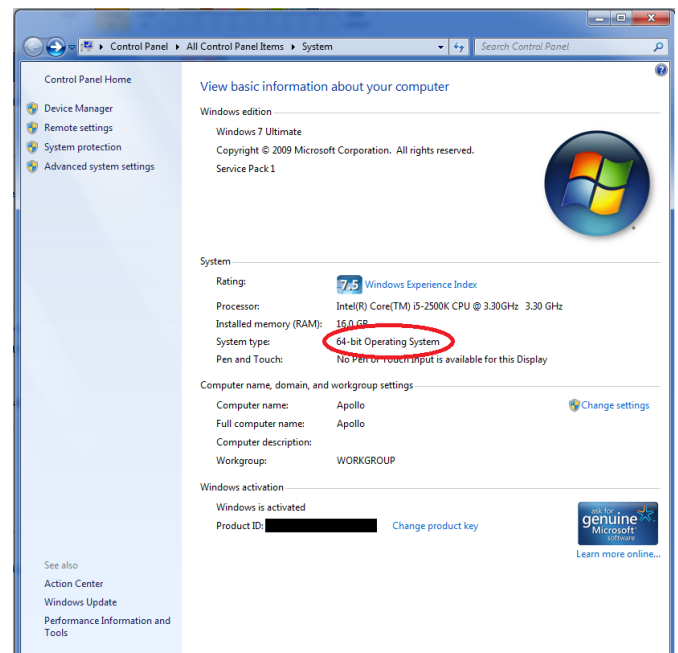 Control Panel ▸ All Control Panel Items ▸ System
Search Control Panel
Control Panel Home
Device Manager
Remote settings
System protection
Advanced system settings
View basic information about your computer
Windows edition
Windows 7 Ultimate
Copyright © 2009 Microsoft Corporation. All rights reserved.
Service Pack 1
System
Rating: 7,5 Windows Experience Index
Processor: Intel(R) Core(TM) i5-2500K CPU @ 3.30GHz 3.30 GHz
Installed memory (RAM): 16,0 GB
System type: 64-bit Operating System
Pen and Touch: No Pen or Touch Input is available for this Display
Computer name, domain, and workgroup settings
Computer name: Apollo
Change settings
Full computer name: Apollo
Computer description:
Workgroup: WORKGROUP
Windows activation
Windows is activated
Product ID:
Change product key
ask for
genuine
Microsoft
software
Learn more online...
See also
Action Center
Windows Update
Performance Information and
Tools